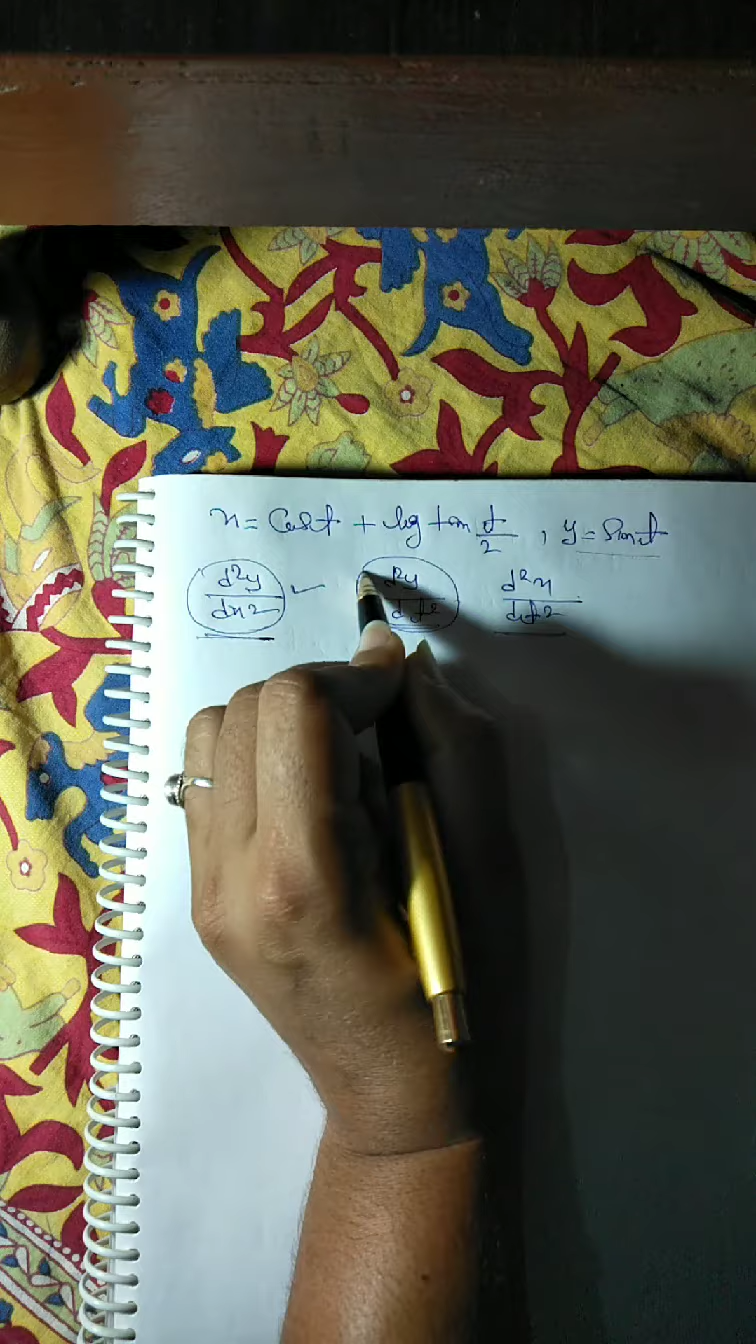 x = Cost + log tan t/2 , y = Sint
d²y/dx² ✓ d²y/dt² d²x/dt²